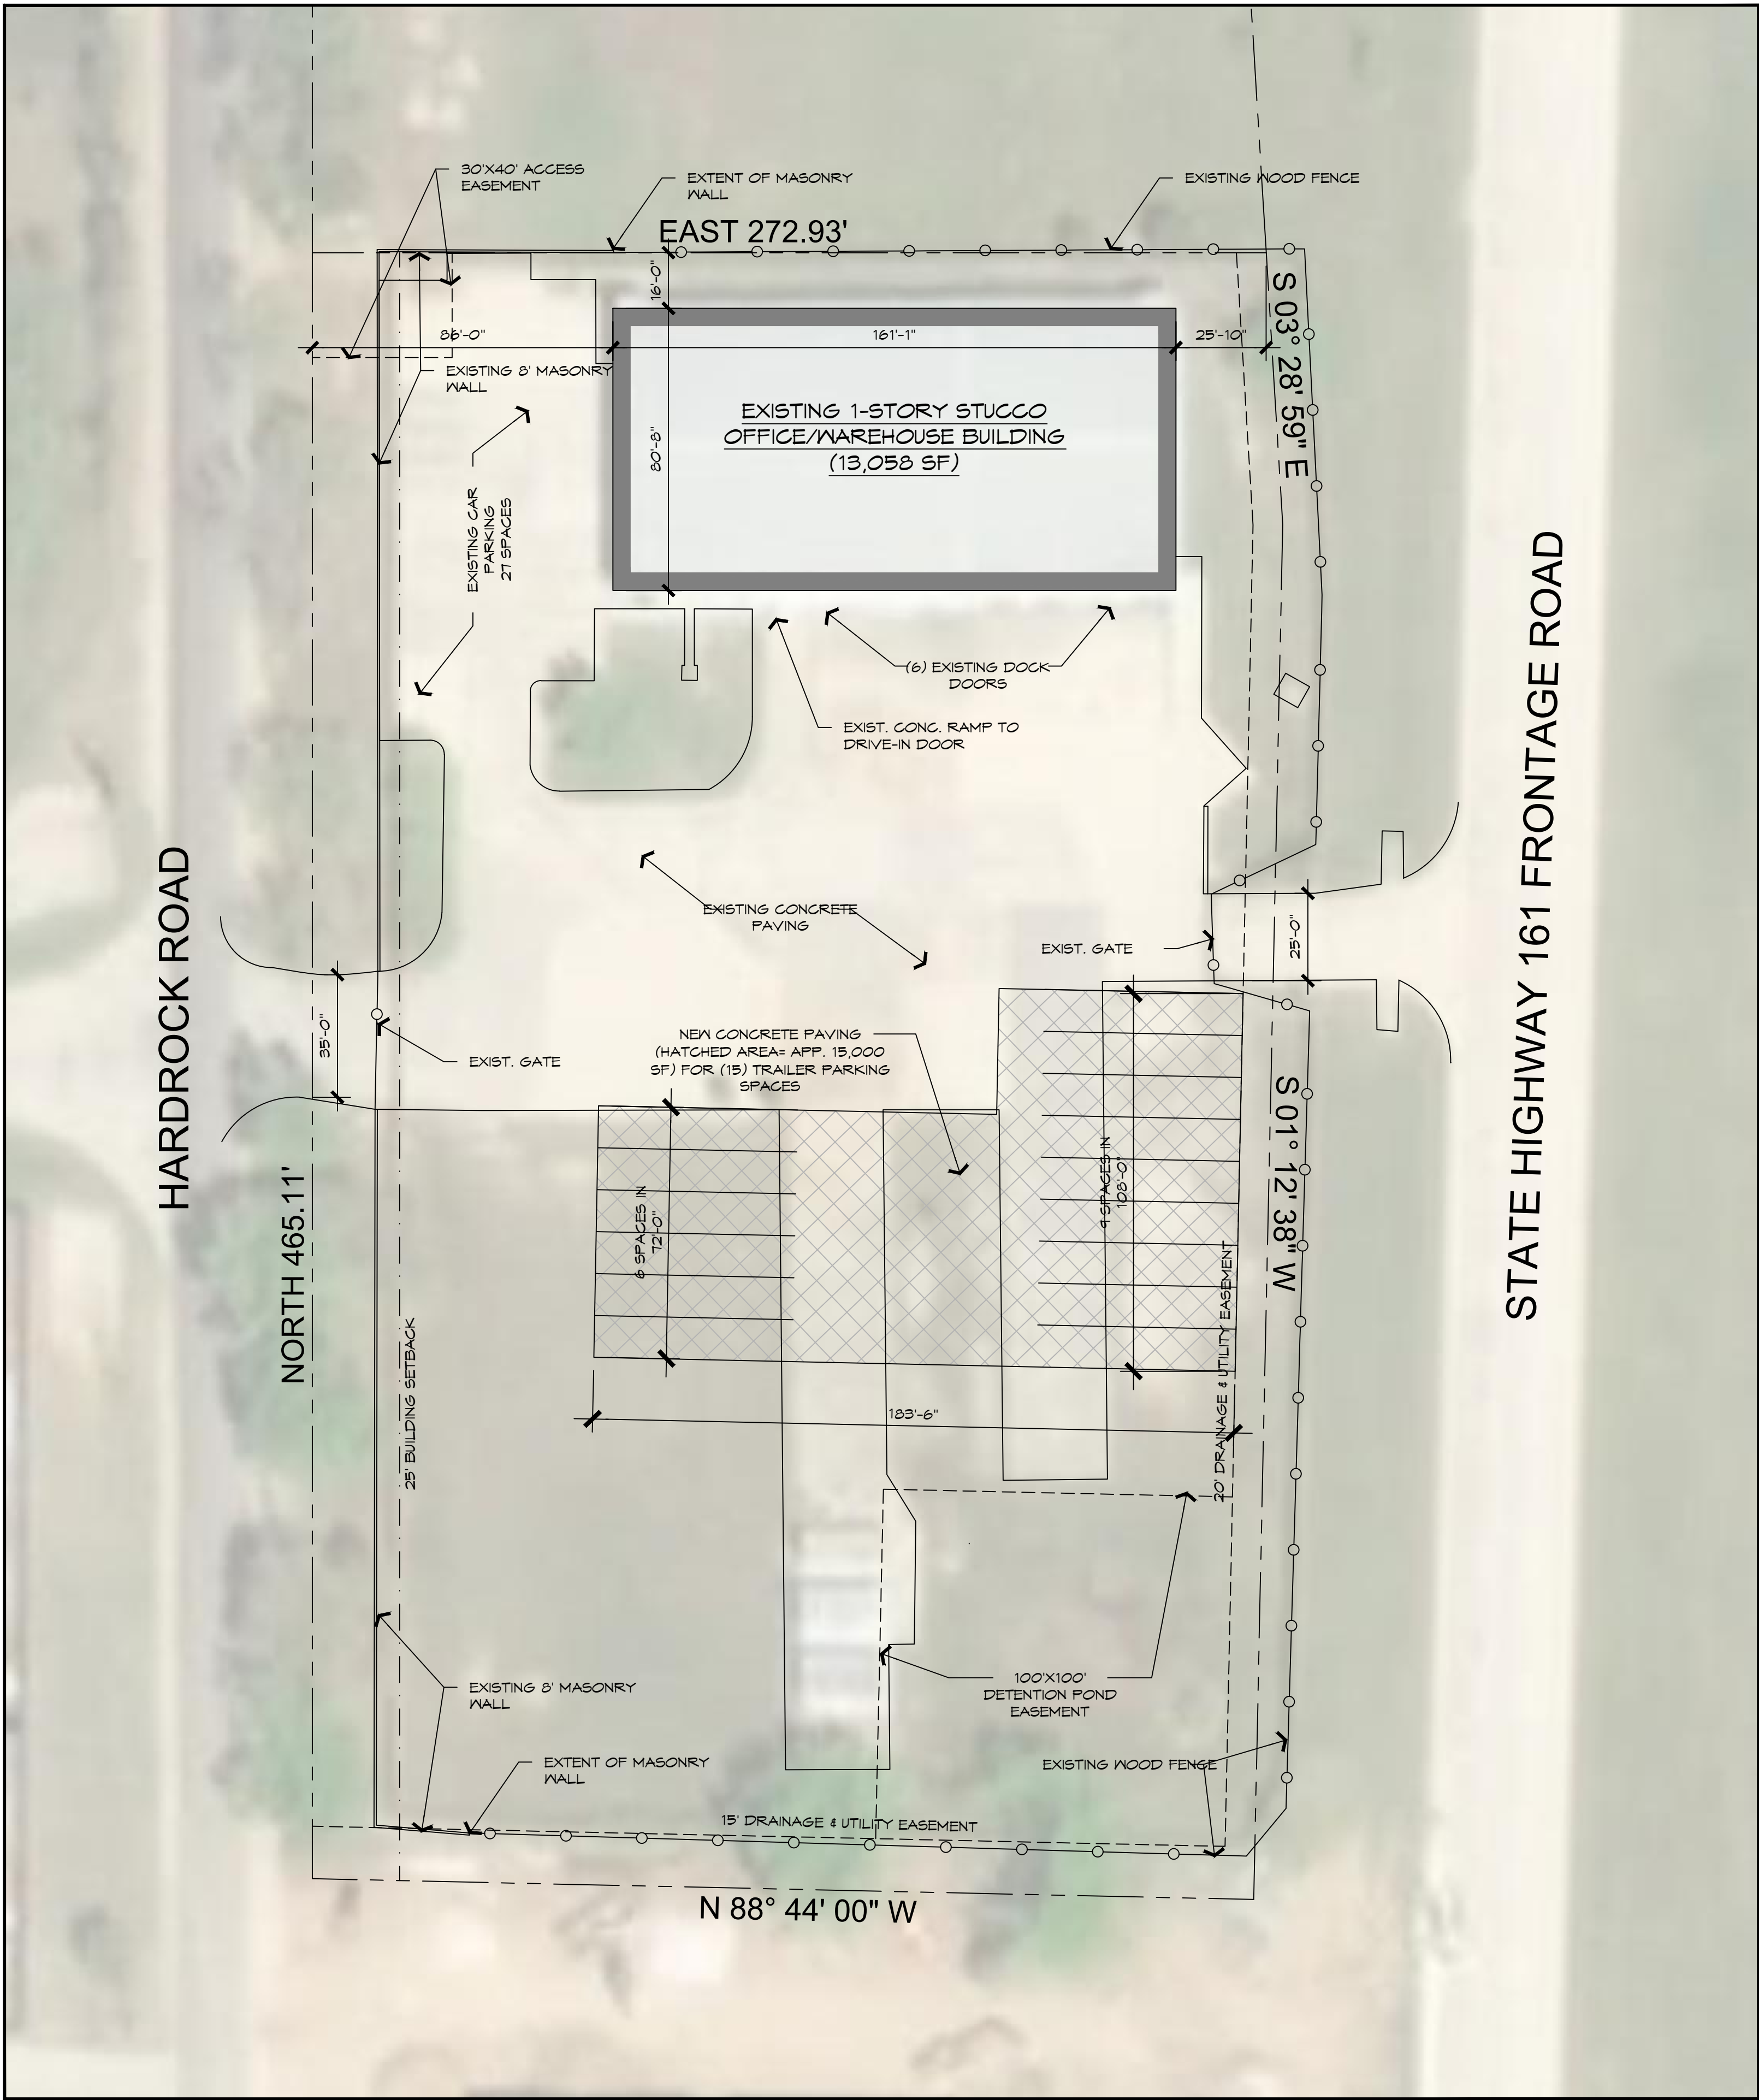 30'X40' ACCESS
EASEMENT
EXTENT OF MASONRY
WALL
EXISTING WOOD FENCE
EAST 272.93'
16'-0"
86'-0"
161'-1"
25'-10"
S 03° 28' 59" E
EXISTING 8' MASONRY
WALL
EXISTING 1-STORY STUCCO
OFFICE/WAREHOUSE BUILDING
(13,058 SF)
80'-8"
EXISTING CAR
PARKING
27 SPACES
(6) EXISTING DOCK
DOORS
EXIST. CONC. RAMP TO
DRIVE-IN DOOR
STATE HIGHWAY 161 FRONTAGE ROAD
HARDROCK ROAD
EXISTING CONCRETE
PAVING
EXIST. GATE
25'-0"
35'-0"
EXIST. GATE
NEW CONCRETE PAVING
(HATCHED AREA= APP. 15,000
SF) FOR (15) TRAILER PARKING
SPACES
S 01° 12' 38" W
NORTH 465.11'
6 SPACES IN
72'-0"
9 SPACES IN
108'-0"
25' BUILDING SETBACK
20' DRAINAGE & UTILITY EASEMENT
183'-6"
EXISTING 8' MASONRY
WALL
100'X100'
DETENTION POND
EASEMENT
EXTENT OF MASONRY
WALL
EXISTING WOOD FENCE
15' DRAINAGE & UTILITY EASEMENT
N 88° 44' 00" W